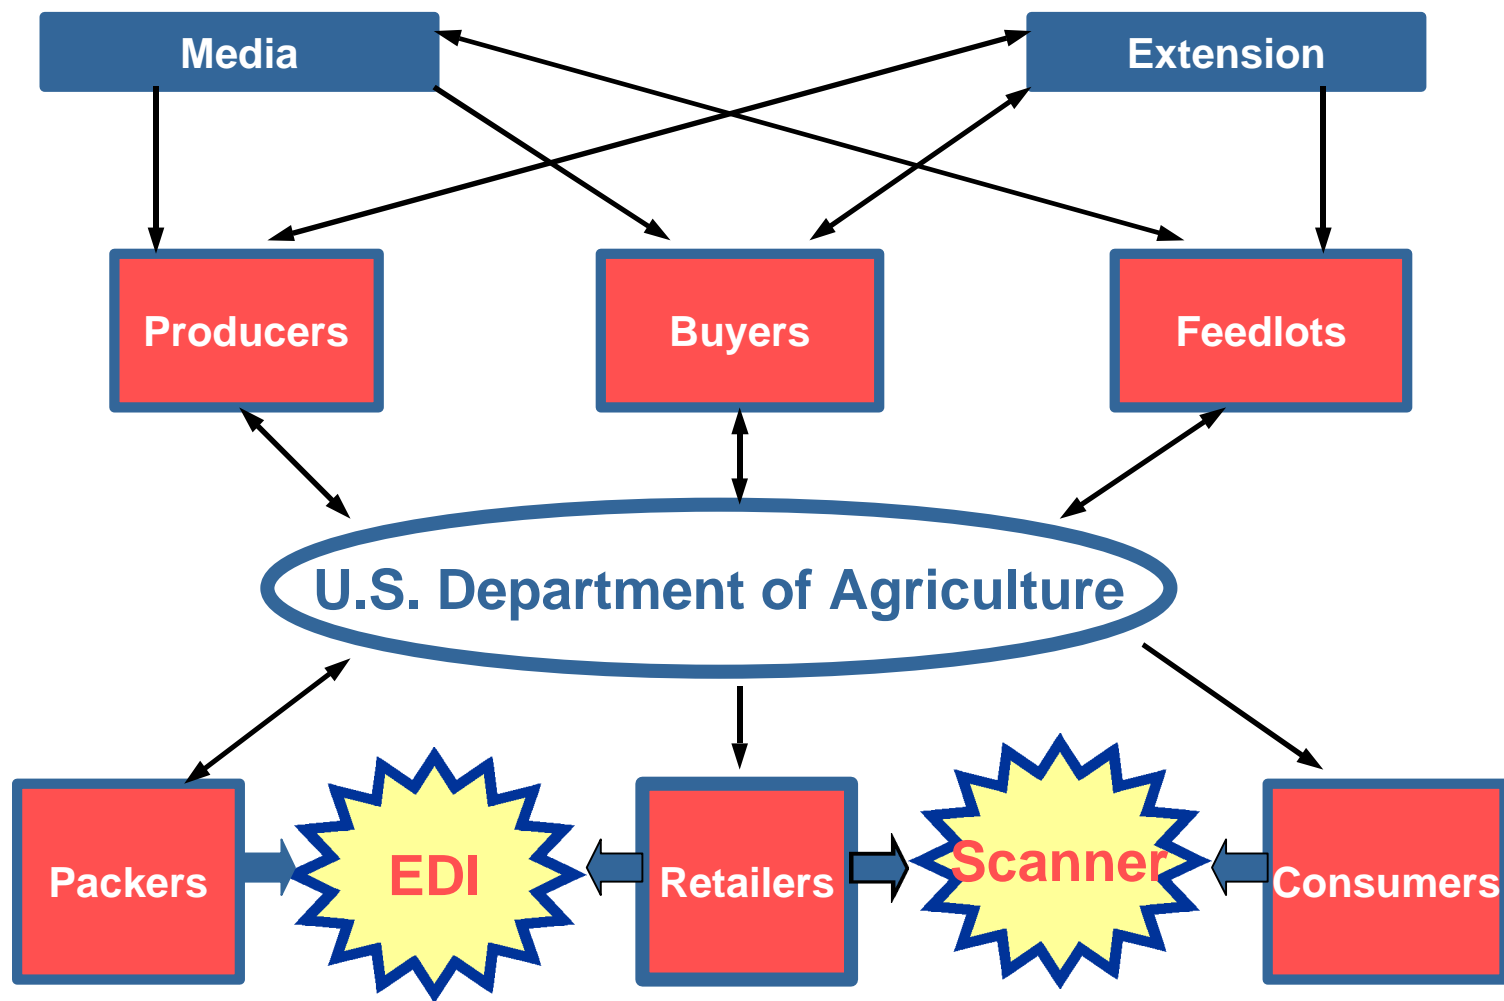 Media
Extension
Producers
Buyers
Feedlots
U.S. Department of Agriculture
Packers
EDI
Retailers
Scanner
Consumers